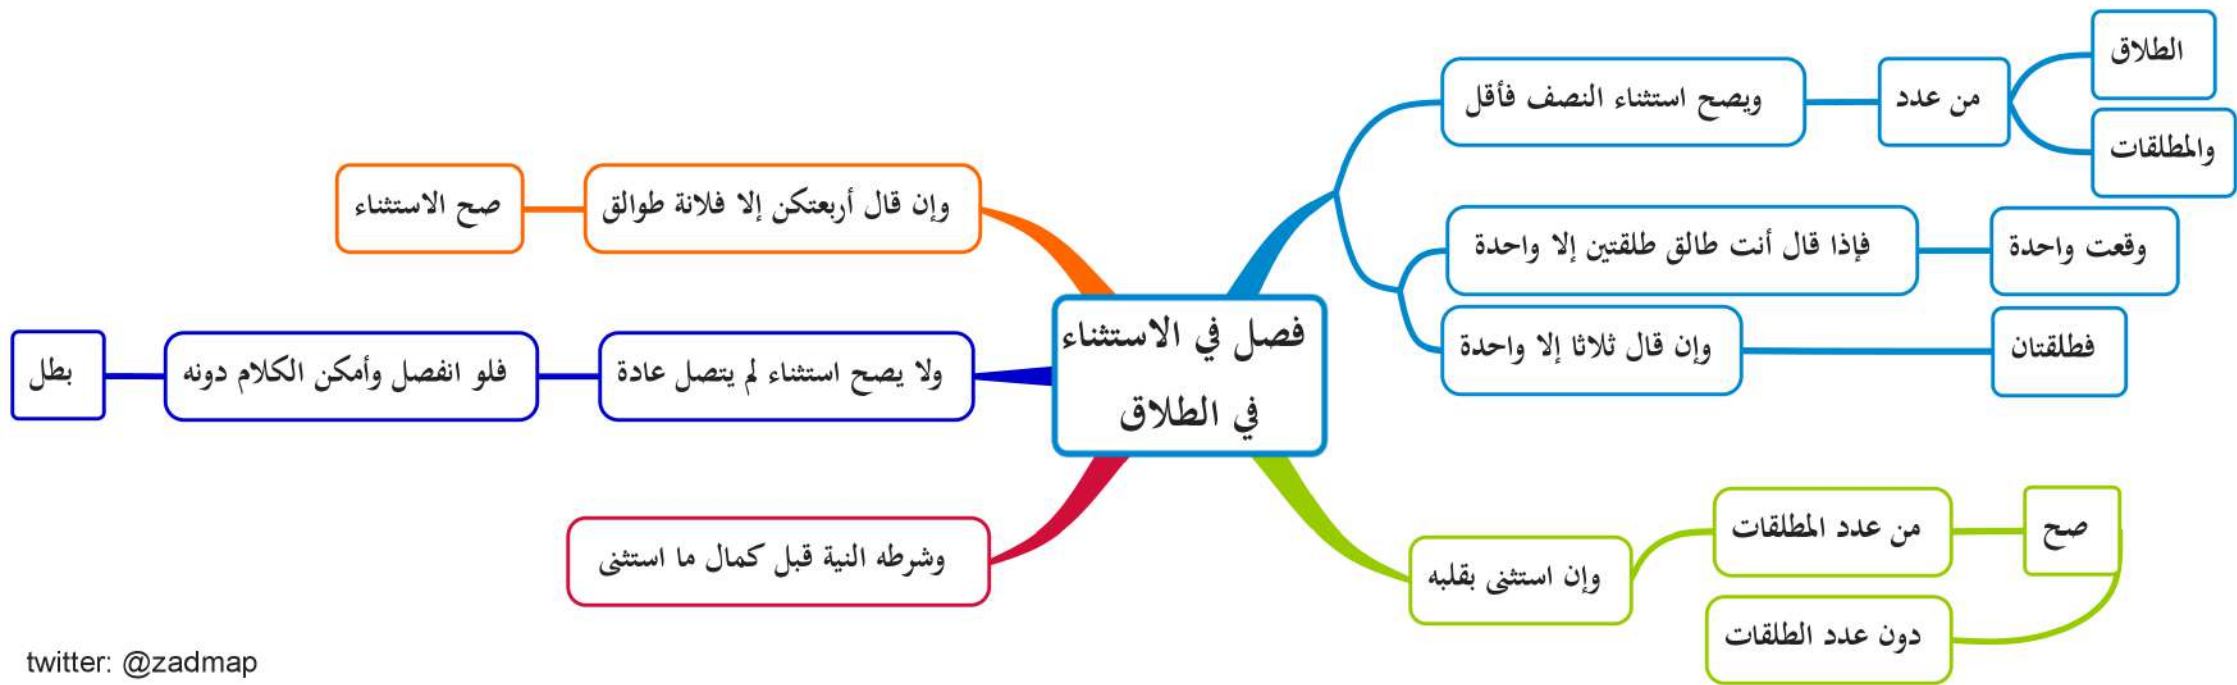 فصل في الاستثناء
في الطلاق
ويصح استثناء النصف فأقل
من عدد
الطلاق
والمطلقات
فإذا قال أنت طالق طلقتين إلا واحدة
وقعت واحدة
وإن قال ثلاثا إلا واحدة
فطلقتان
وإن استثنى بقلبه
من عدد المطلقات
صح
دون عدد الطلقات
وإن قال أربعتكن إلا فلانة طوالق
صح الاستثناء
ولا يصح استثناء لم يتصل عادة
فلو انفصل وأمكن الكلام دونه
بطل
وشرطه النية قبل كمال ما استثنى
twitter: @zadmap